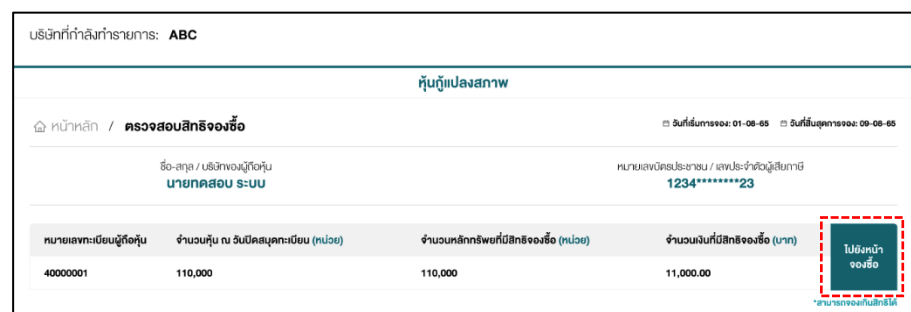 บริษัทที่กำลังทำรายการ: ABC
หุ้นกู้แปลงสภาพ
หน้าหลัก / ตรวจสอบสิทธิจองซื้อ
วันที่เริ่มการจอง: 01-08-65 วันที่สิ้นสุดการจอง: 09-08-65
ชื่อ-สกุล / บริษัทของผู้ถือหุ้น
หมายเลขบัตรประชาชน / เลขประจำตัวผู้เสียภาษี
นายทดสอบ ระบบ
1234********23
หมายเลขทะเบียนผู้ถือหุ้น จำนวนหุ้น ณ วันปิดสมุดทะเบียน (หน่วย) จำนวนหลักทรัพย์ที่มีสิทธิจองซื้อ (หน่วย) จำนวนเงินที่มีสิทธิจองซื้อ (บาท)
ไปยังหน้า
จองซื้อ
40000001 110,000 110,000 11,000.00
*สามารถจองเกินสิทธิได้